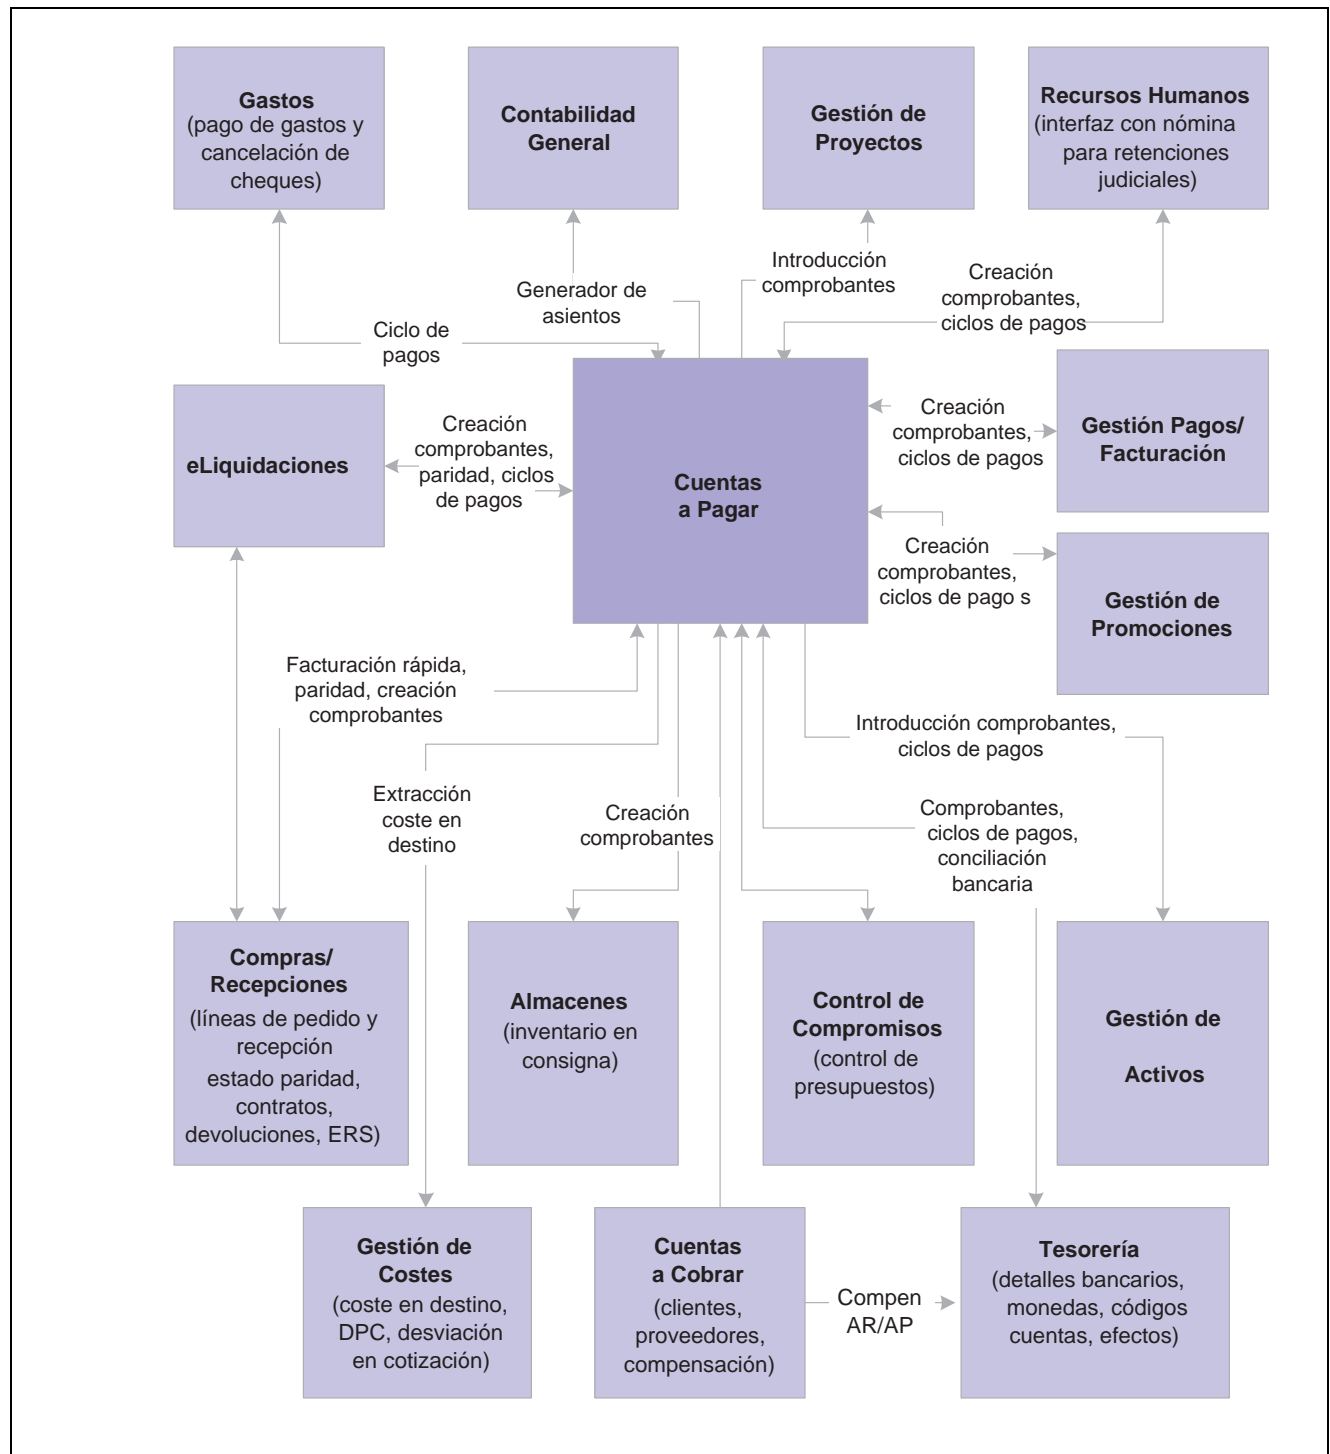 Gastos
(pago de gastos y
cancelación de
cheques)
Contabilidad
General
Gestión de
Proyectos
Recursos Humanos
(interfaz con nómina
para retenciones
judiciales)
Introducción
comprobantes
Creación
comprobantes,
ciclos de pagos
Generador de
asientos
Ciclo de
pagos
eLiquidaciones
Creación
comprobantes,
paridad, ciclos
de pagos
Cuentas
a Pagar
Creación
comprobantes,
ciclos de pagos
Gestión Pagos/
Facturación
Creación
comprobantes,
ciclos de pago s
Gestión de
Promociones
Facturación rápida,
paridad, creación
comprobantes
Introducción comprobantes,
ciclos de pagos
Extracción
coste en
destino
Creación
comprobantes
Comprobantes,
ciclos de pagos,
conciliación
bancaria
Compras/
Recepciones
(líneas de pedido y
recepción
estado paridad,
contratos,
devoluciones, ERS)
Almacenes
(inventario en
consigna)
Control de
Compromisos
(control de
presupuestos)
Gestión de
Activos
Gestión de
Costes
(coste en destino,
DPC, desviación
en cotización)
Cuentas
a Cobrar
(clientes,
proveedores,
compensación)
Compen
AR/AP
Tesorería
(detalles bancarios,
monedas, códigos
cuentas, efectos)